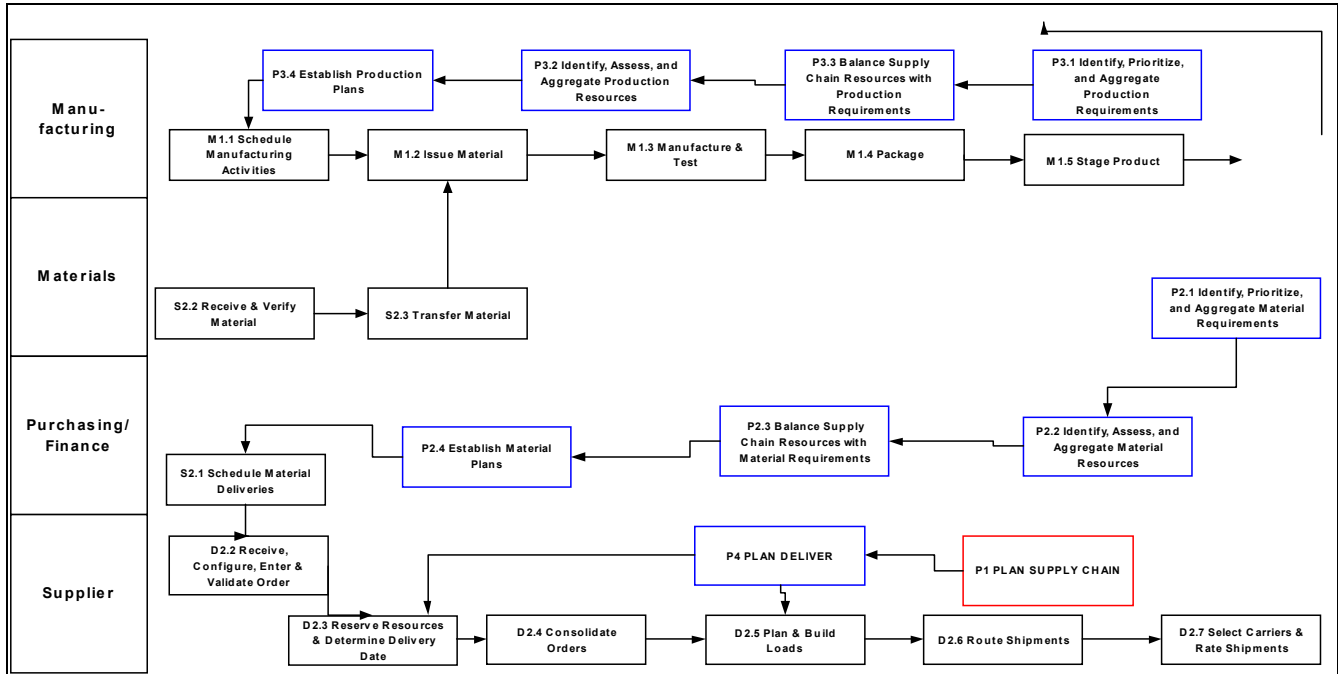 Manu-
facturing
P3.4 Establish Production
Plans
P3.2 Identify, Assess, and
Aggregate Production
Resources
P3.3 Balance Supply
Chain Resources with
Production
Requirements
P3.1 Identify, Prioritize,
and Aggregate
Production
Requirements
M1.1 Schedule
Manufacturing
Activities
M1.2 Issue Material
M1.3 Manufacture &
Test
M1.4 Package
M1.5 Stage Product
Materials
S2.2 Receive & Verify
Material
S2.3 Transfer Material
P2.1 Identify, Prioritize,
and Aggregate Material
Requirements
Purchasing/
Finance
P2.4 Establish Material
Plans
P2.3 Balance Supply
Chain Resources with
Material Requirements
P2.2 Identify, Assess, and
Aggregate Material
Resources
S2.1 Schedule Material
Deliveries
Supplier
D2.2 Receive,
Configure, Enter &
Validate Order
P4 PLAN DELIVER
P1 PLAN SUPPLY CHAIN
D2.3 Reserve Resources
& Determine Delivery
Date
D2.4 Consolidate
Orders
D2.5 Plan & Build
Loads
D2.6 Route Shipments
D2.7 Select Carriers &
Rate Shipments